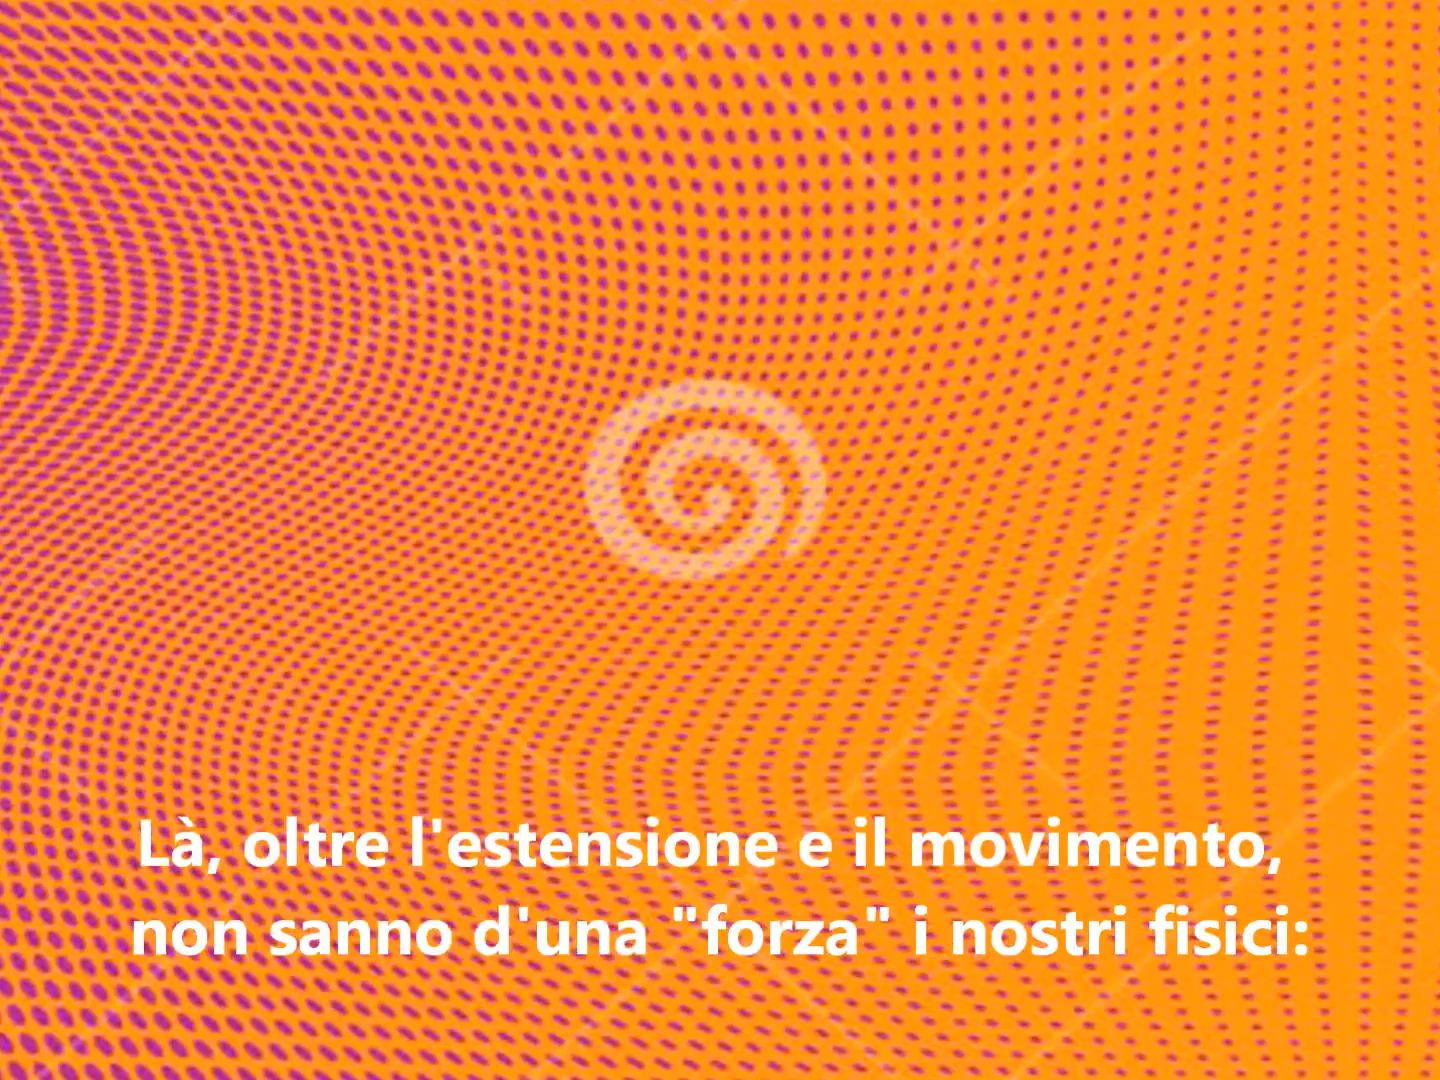 Là, oltre l'estensione e il movimento,
non sanno d'una "forza" i nostri fisici: